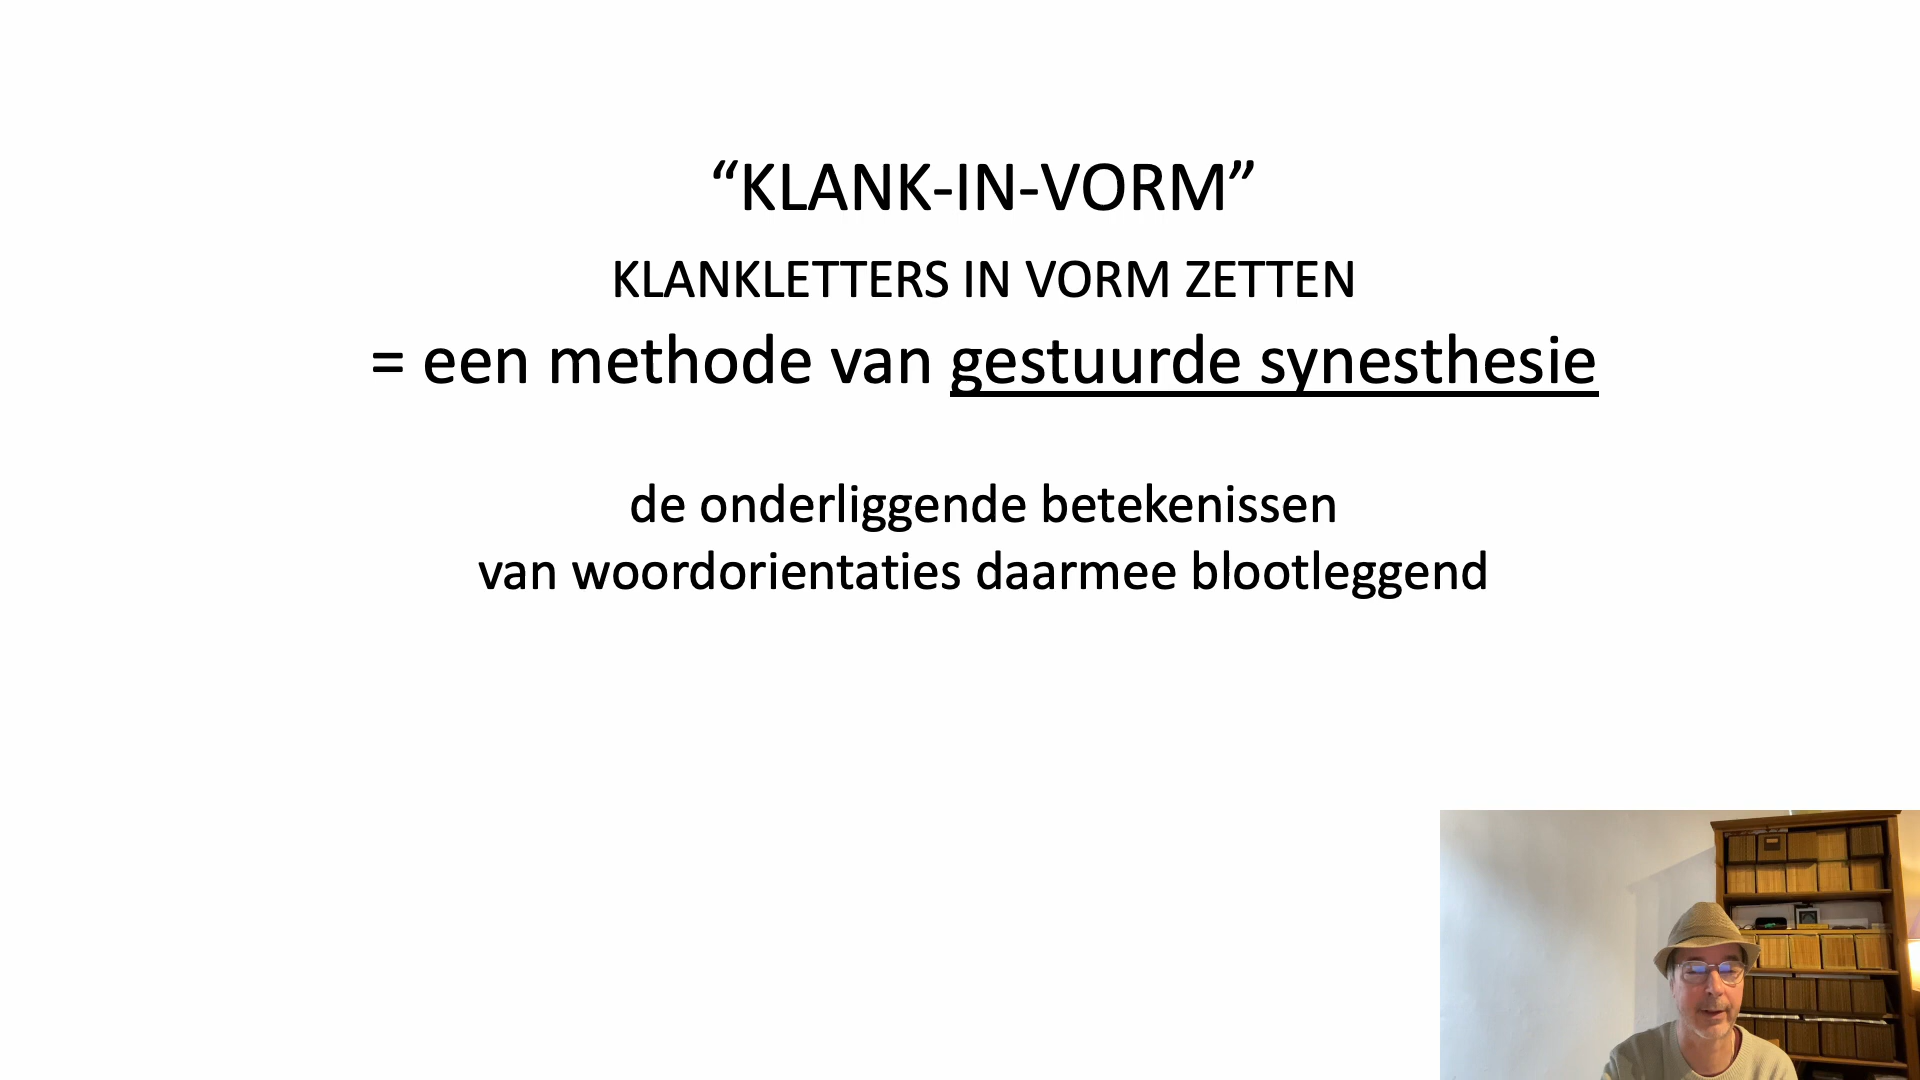 “KLANK-IN-VORM”
KLANKLETTERS IN VORM ZETTEN
= een methode van gestuurde synesthesie
de onderliggende betekenissen
van woordorientaties daarmee blootleggend